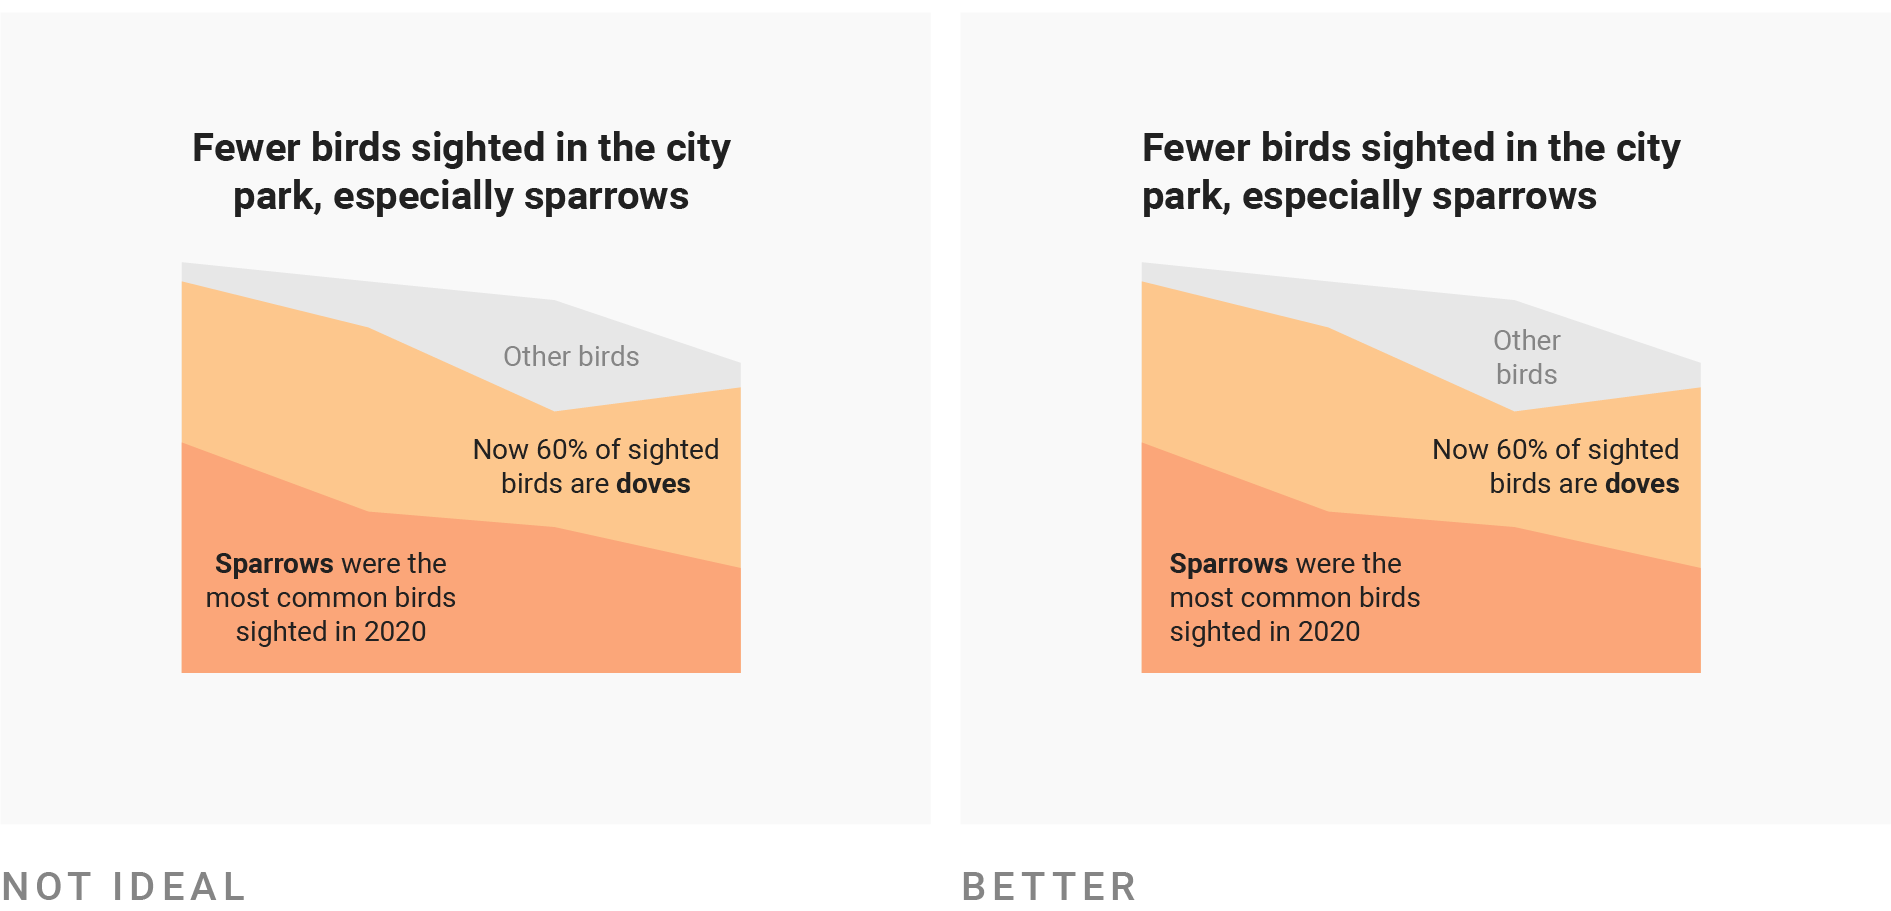 Fewer birds sighted in the city
park, especially sparrows
Other birds
Now 60% of sighted
birds are doves
Sparrows were the
most common birds
sighted in 2020
NOT IDEAL
Fewer birds sighted in the city
park, especially sparrows
Other
birds
Now 60% of sighted
birds are doves
Sparrows were the
most common birds
sighted in 2020
BETTER